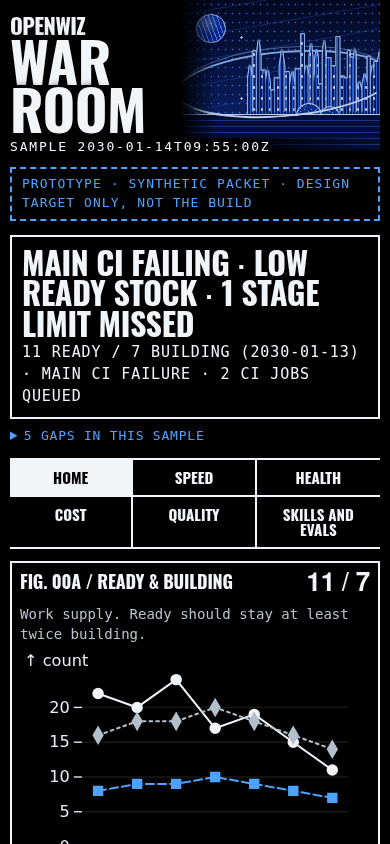 OPENWIZ
WAR
ROOM
SAMPLE 2030-01-14T09:55:00Z
PROTOTYPE · SYNTHETIC PACKET · DESIGN
TARGET ONLY, NOT THE BUILD
MAIN CI FAILING · LOW
READY STOCK · 1 STAGE
LIMIT MISSED
11 READY / 7 BUILDING (2030-01-13)
· MAIN CI FAILURE · 2 CI JOBS
QUEUED
▶ 5 GAPS IN THIS SAMPLE
HOME SPEED HEALTH
COST QUALITY SKILLS AND
EVALS
FIG. 00A / READY & BUILDING 11 / 7
Work supply. Ready should stay at least
twice building.
↑ count
20
15
10
5
0